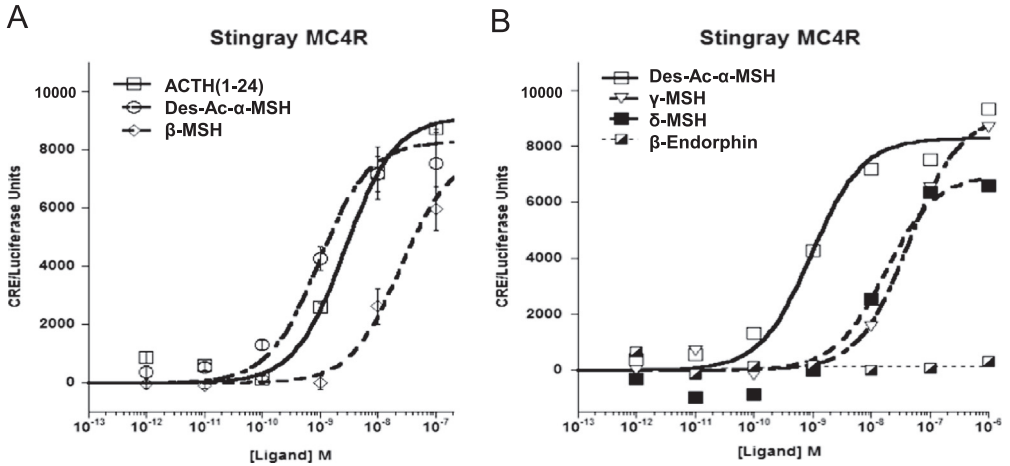 A
Stingray MC4R
ACTH(1-24)
Des-Ac-α-MSH
β-MSH
CRE/Luciferase Units
10000
8000
6000
4000
2000
0
10-13 10-12 10-11 10-10 10-9 10-8 10-7
[Ligand] M
B
Stingray MC4R
Des-Ac-α-MSH
γ-MSH
δ-MSH
β-Endorphin
CRE/Luciferase Units
10000
8000
6000
4000
2000
0
10-13 10-12 10-11 10-10 10-9 10-8 10-7 10-6
[Ligand] M